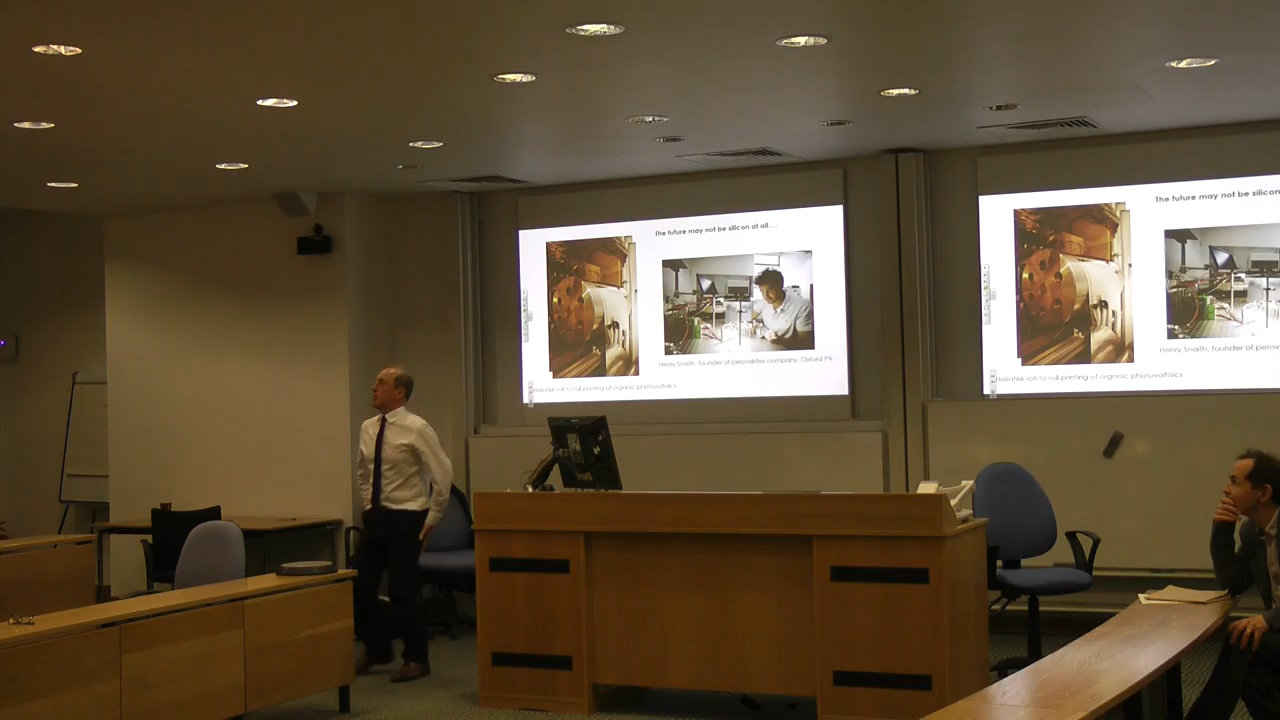 The future may not be silicon at all....
Henry Snaith, founder of perovskites company, Oxford PV
Heliatek roll-to-roll printing of organic photovoltaics
The future may not be silicon
Henry Snaith, founder of perov
Heliatek roll-to-roll printing of organic photovoltaics